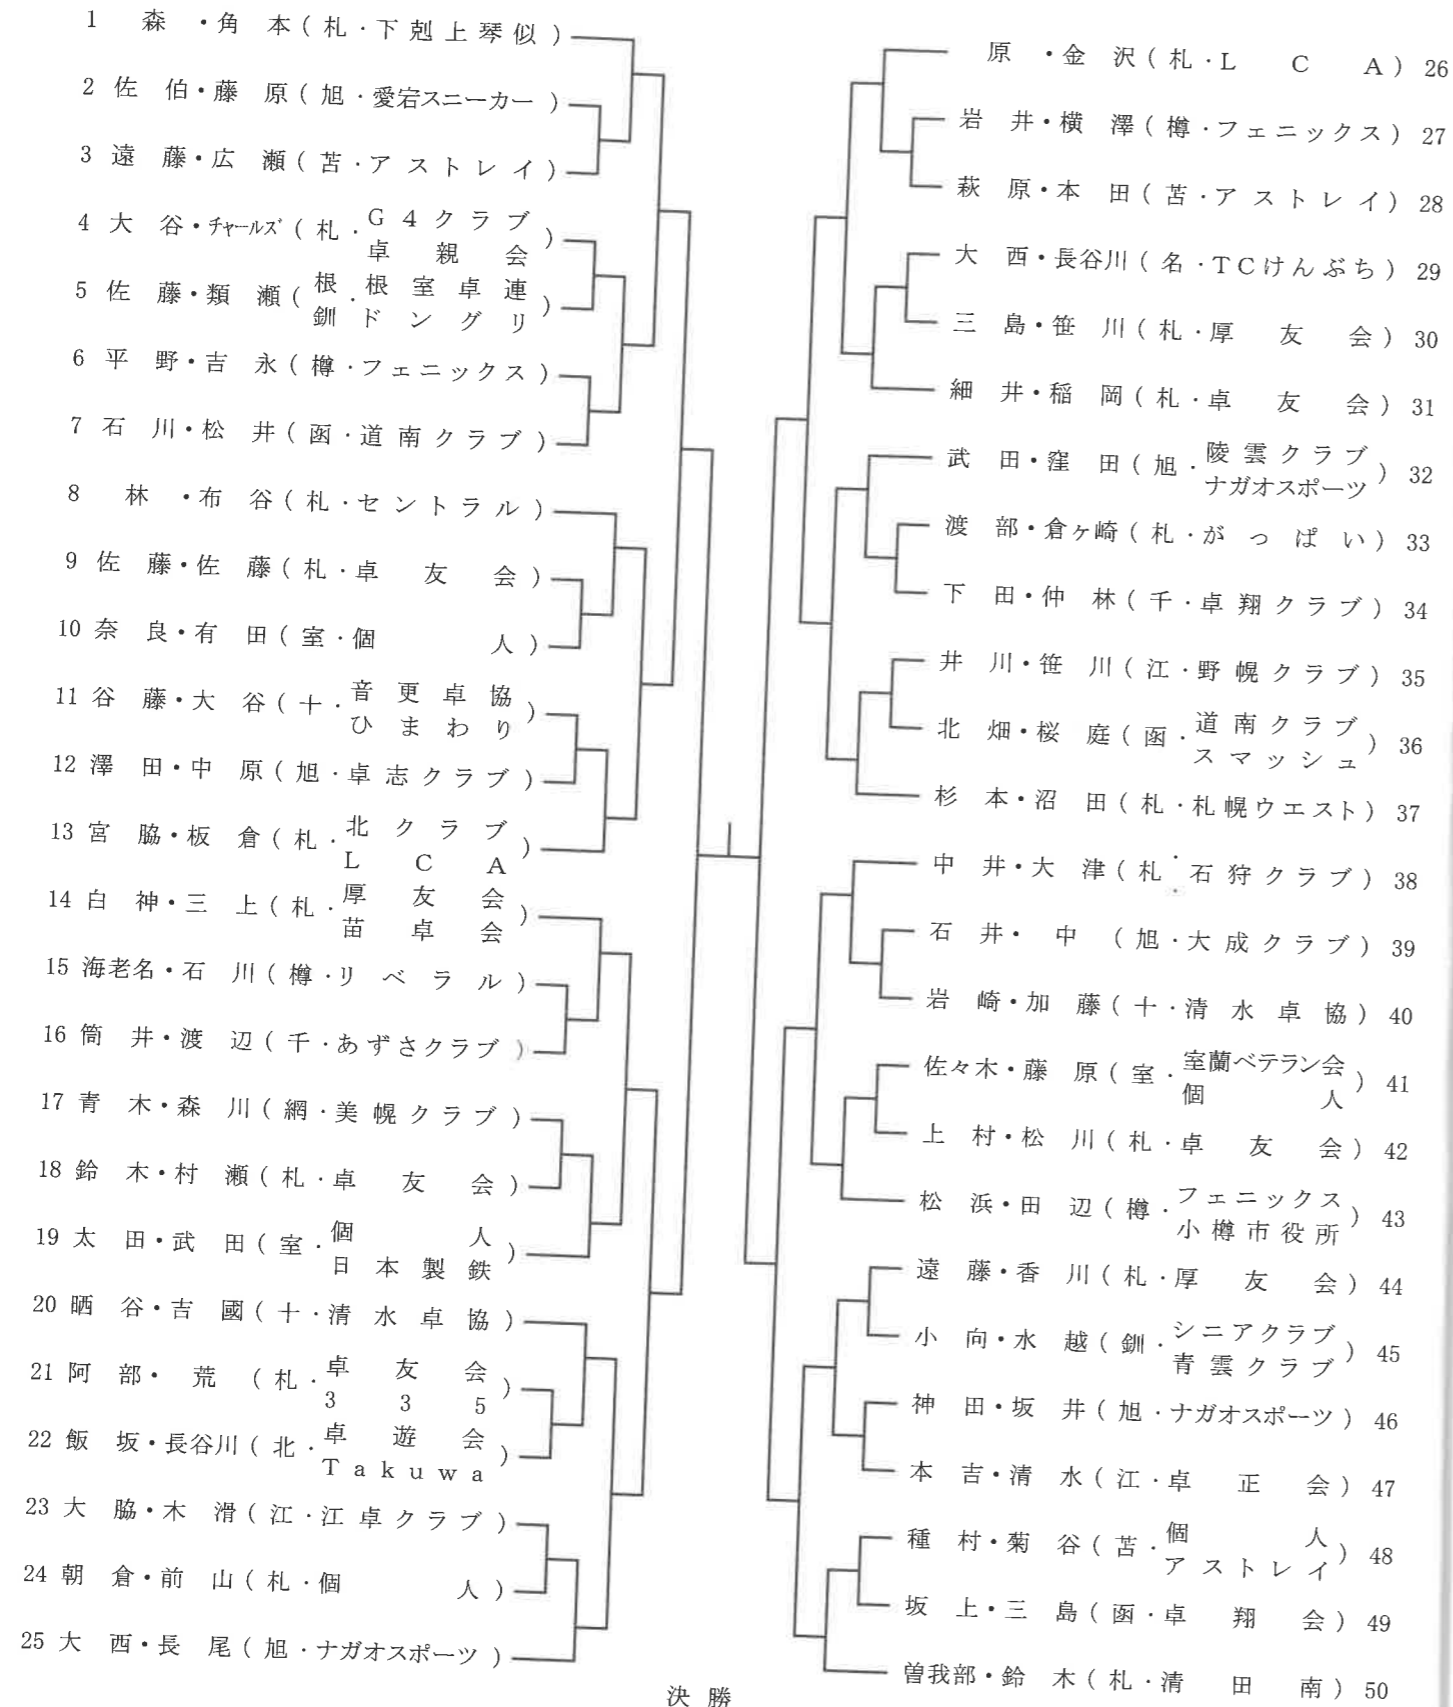 1 森・角本(札・下剋上琴似)
2 佐伯・藤原(旭・愛宕スニーカー)
3 遠藤・広瀬(苫・アストレイ)
4 大谷・チャールズ(札・G4クラブ
卓親会)
5 佐藤・類瀬(根・根室卓連
釧 ドングリ)
6 平野・吉永(樽・フェニックス)
7 石川・松井(函・道南クラブ)
8 林・布谷(札・セントラル)
9 佐藤・佐藤(札・卓友会)
10 奈良・有田(室・個人)
11 谷藤・大谷(十・音更卓協
ひまわり)
12 澤田・中原(旭・卓志クラブ)
13 宮脇・板倉(札・北クラブ
LCA)
14 白神・三上(札・厚友会
苗卓会)
15 海老名・石川(樽・リベラル)
16 筒井・渡辺(千・あずさクラブ)
17 青木・森川(網・美幌クラブ)
18 鈴木・村瀬(札・卓友会)
19 太田・武田(室・個人
日本製鉄)
20 晒谷・吉國(十・清水卓協)
21 阿部・荒(札・卓友会
335)
22 飯坂・長谷川(北・卓遊会
Takuwa)
23 大脇・木滑(江・江卓クラブ)
24 朝倉・前山(札・個人)
25 大西・長尾(旭・ナガオスポーツ)
原・金沢(札・LCA) 26
岩井・横澤(樽・フェニックス) 27
萩原・本田(苫・アストレイ) 28
大西・長谷川(名・TCけんぶち) 29
三島・笹川(札・厚友会) 30
細井・稲岡(札・卓友会) 31
武田・窪田(旭・陵雲クラブ
ナガオスポーツ) 32
渡部・倉ヶ崎(札・がっぱい) 33
下田・仲林(千・卓翔クラブ) 34
井川・笹川(江・野幌クラブ) 35
北畑・桜庭(函・道南クラブ
スマッシュ) 36
杉本・沼田(札・札幌ウエスト) 37
中井・大津(札・石狩クラブ) 38
石井・中(旭・大成クラブ) 39
岩崎・加藤(十・清水卓協) 40
佐々木・藤原(室・室蘭ベテラン会
個人) 41
上村・松川(札・卓友会) 42
松浜・田辺(樽・フェニックス
小樽市役所) 43
遠藤・香川(札・厚友会) 44
小向・水越(釧・シニアクラブ
青雲クラブ) 45
神田・坂井(旭・ナガオスポーツ) 46
本吉・清水(江・卓正会) 47
種村・菊谷(苫・個人
アストレイ) 48
坂上・三島(函・卓翔会) 49
曽我部・鈴木(札・清田南) 50
決勝